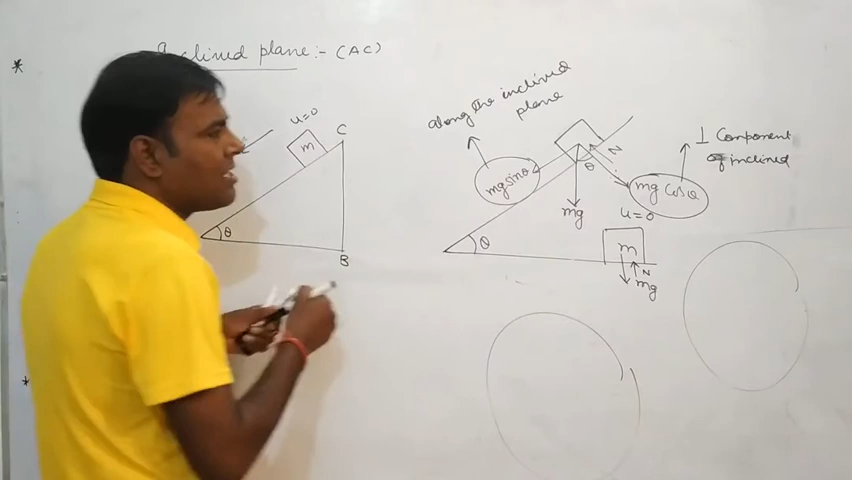 * Inclined plane :- (AC)
u=0
m
C
θ
B
along the inclined
plane
mg sinθ
N
θ
mg
mg cosθ
⊥ Component
of inclined
θ
u=0
m
N
mg
*